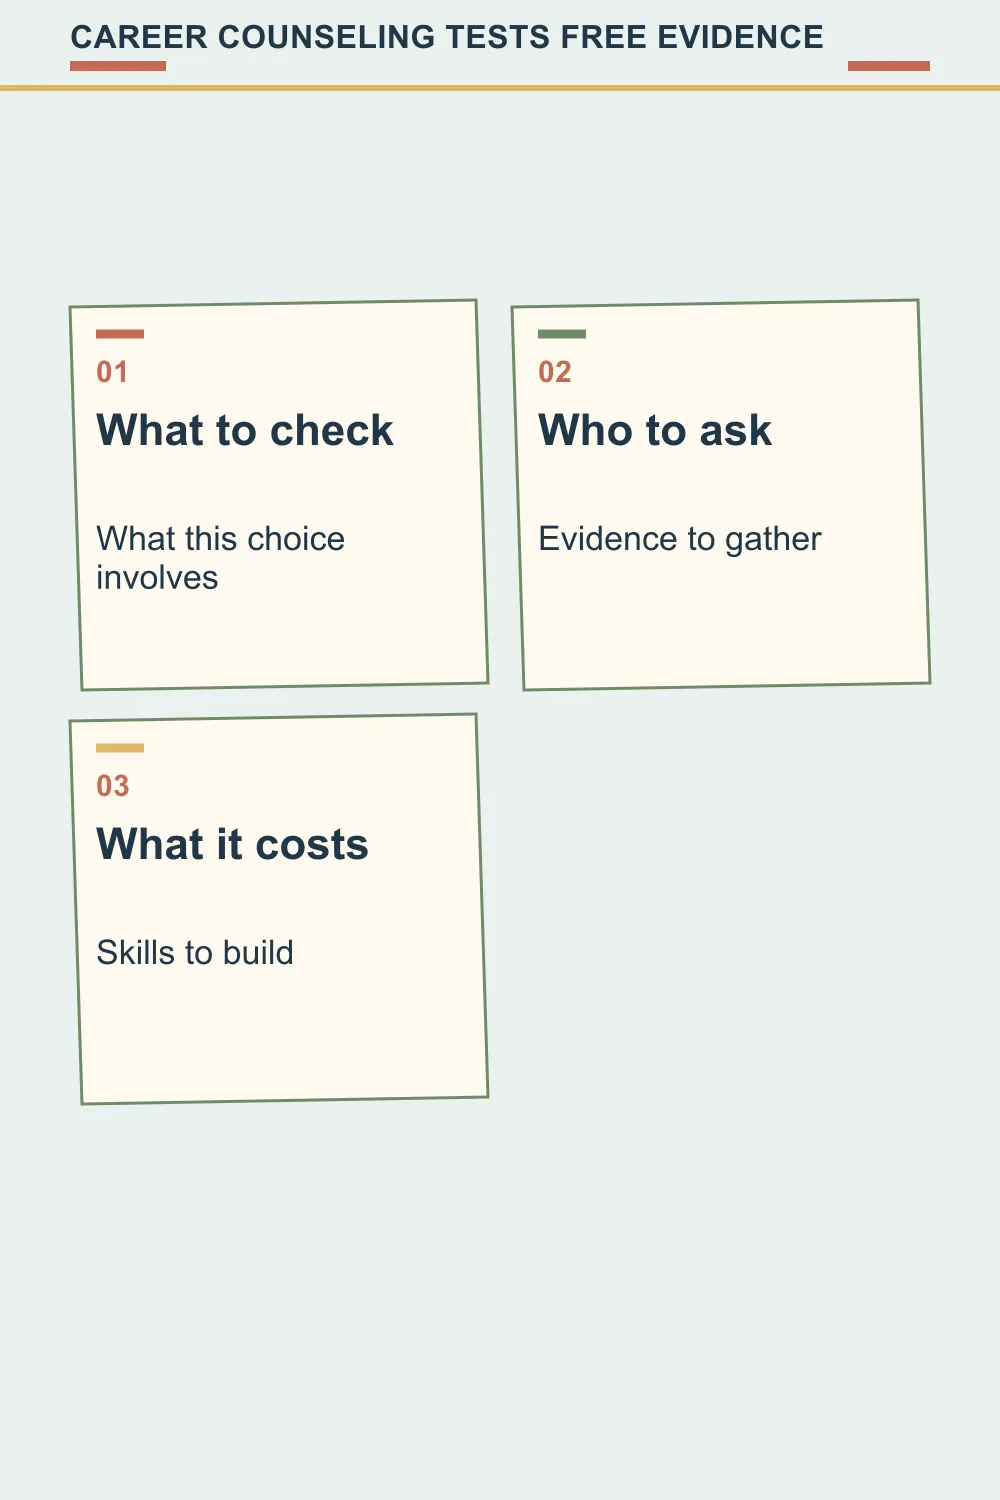 CAREER COUNSELING TESTS FREE EVIDENCE
01
What to check
What this choice
involves
02
Who to ask
Evidence to gather
03
What it costs
Skills to build